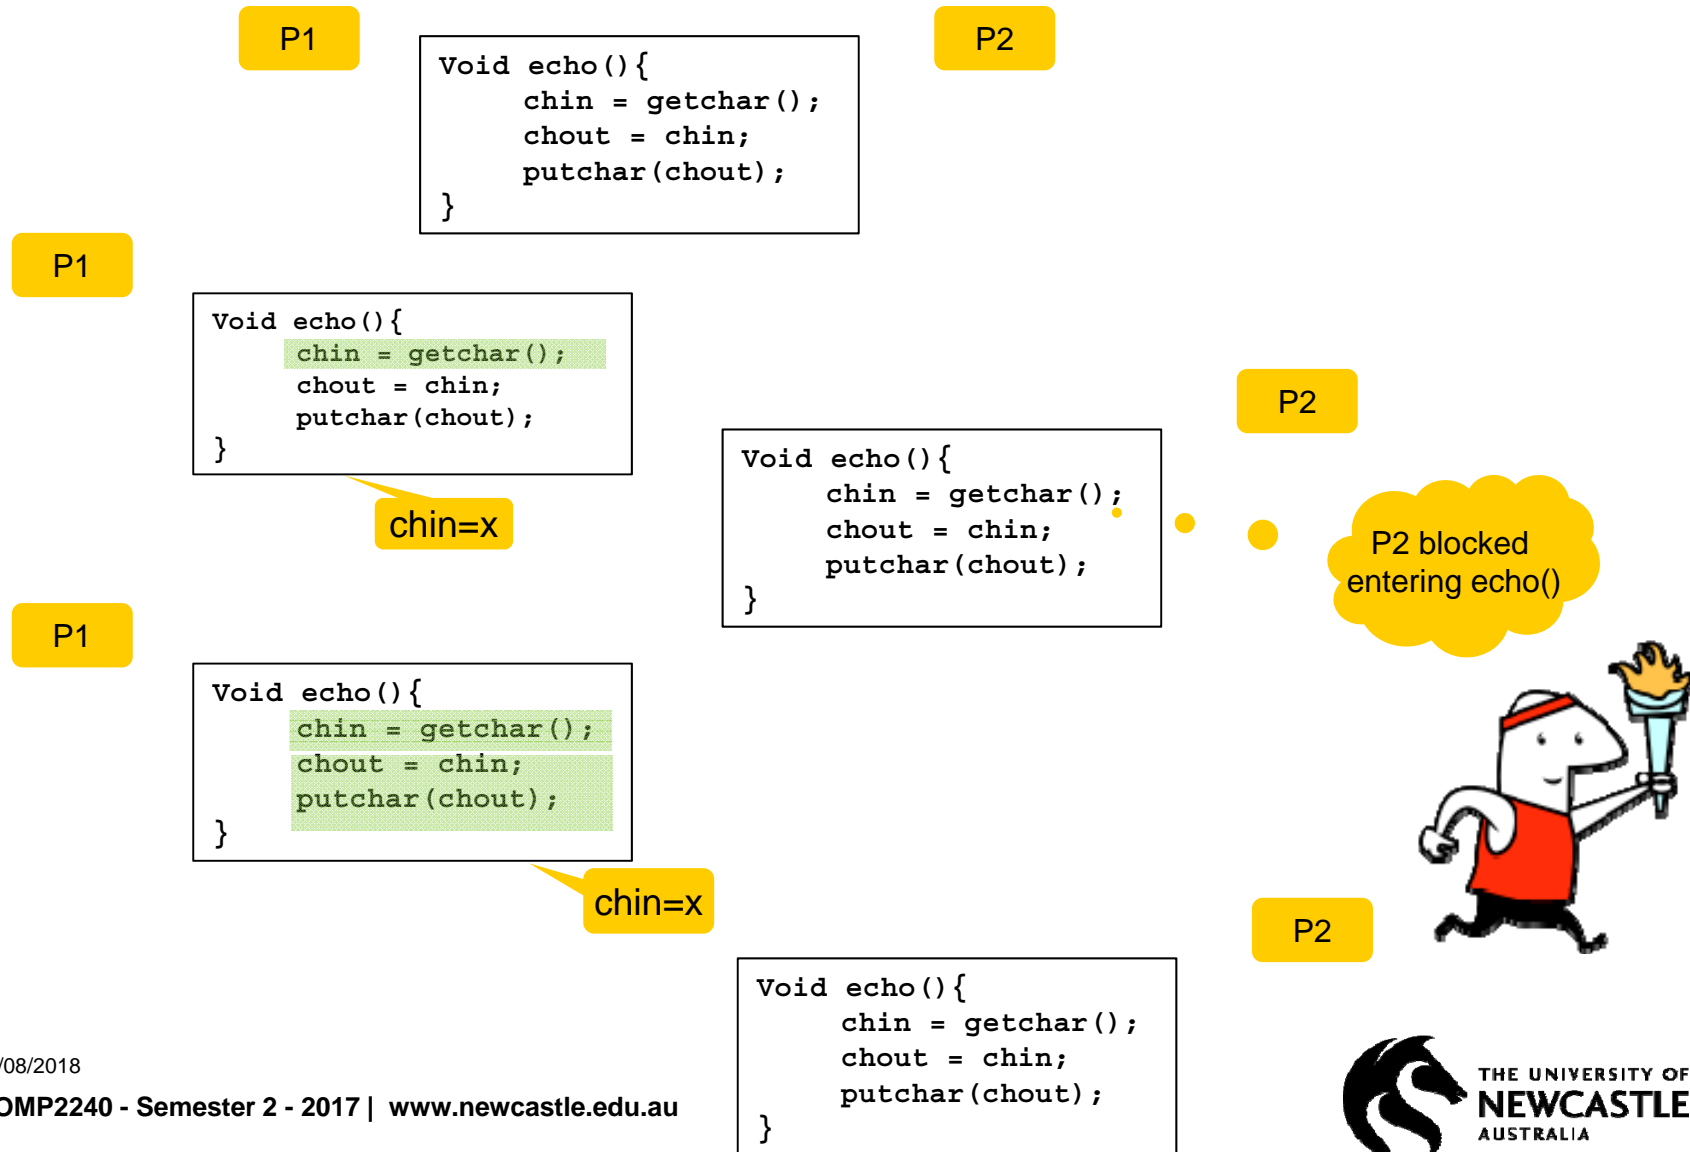 P1
P2
Void echo(){
chin = getchar();
chout = chin;
putchar(chout);
}
P1
Void echo(){
chin = getchar();
chout = chin;
putchar(chout);
}
chin=x
P2
Void echo(){
chin = getchar();
chout = chin;
putchar(chout);
}
P2 blocked
entering echo()
P1
Void echo(){
chin = getchar();
chout = chin;
putchar(chout);
}
chin=x
P2
Void echo(){
chin = getchar();
chout = chin;
putchar(chout);
}
/08/2018
OMP2240 - Semester 2 - 2017 | www.newcastle.edu.au
THE UNIVERSITY OF
NEWCASTLE
AUSTRALIA